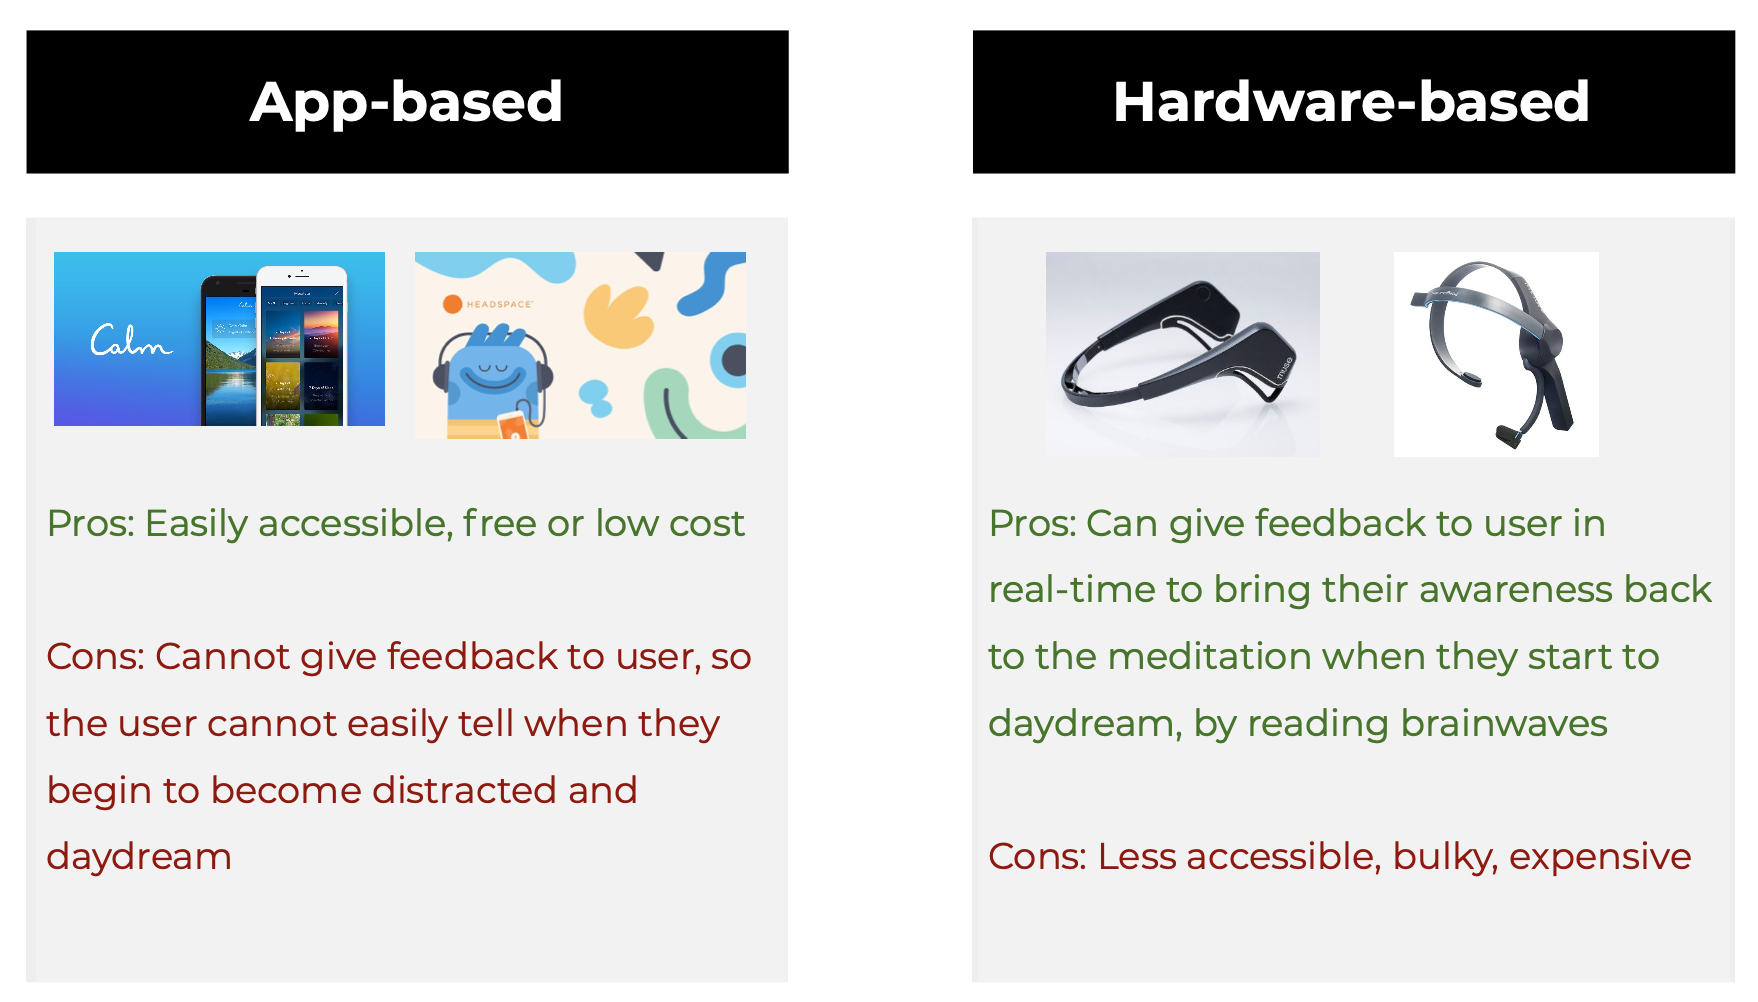 App-based
Hardware-based
Calm
HEADSPACE
muse
Pros: Easily accessible, free or low cost
Cons: Cannot give feedback to user, so
the user cannot easily tell when they
begin to become distracted and
daydream
Pros: Can give feedback to user in
real-time to bring their awareness back
to the meditation when they start to
daydream, by reading brainwaves
Cons: Less accessible, bulky, expensive